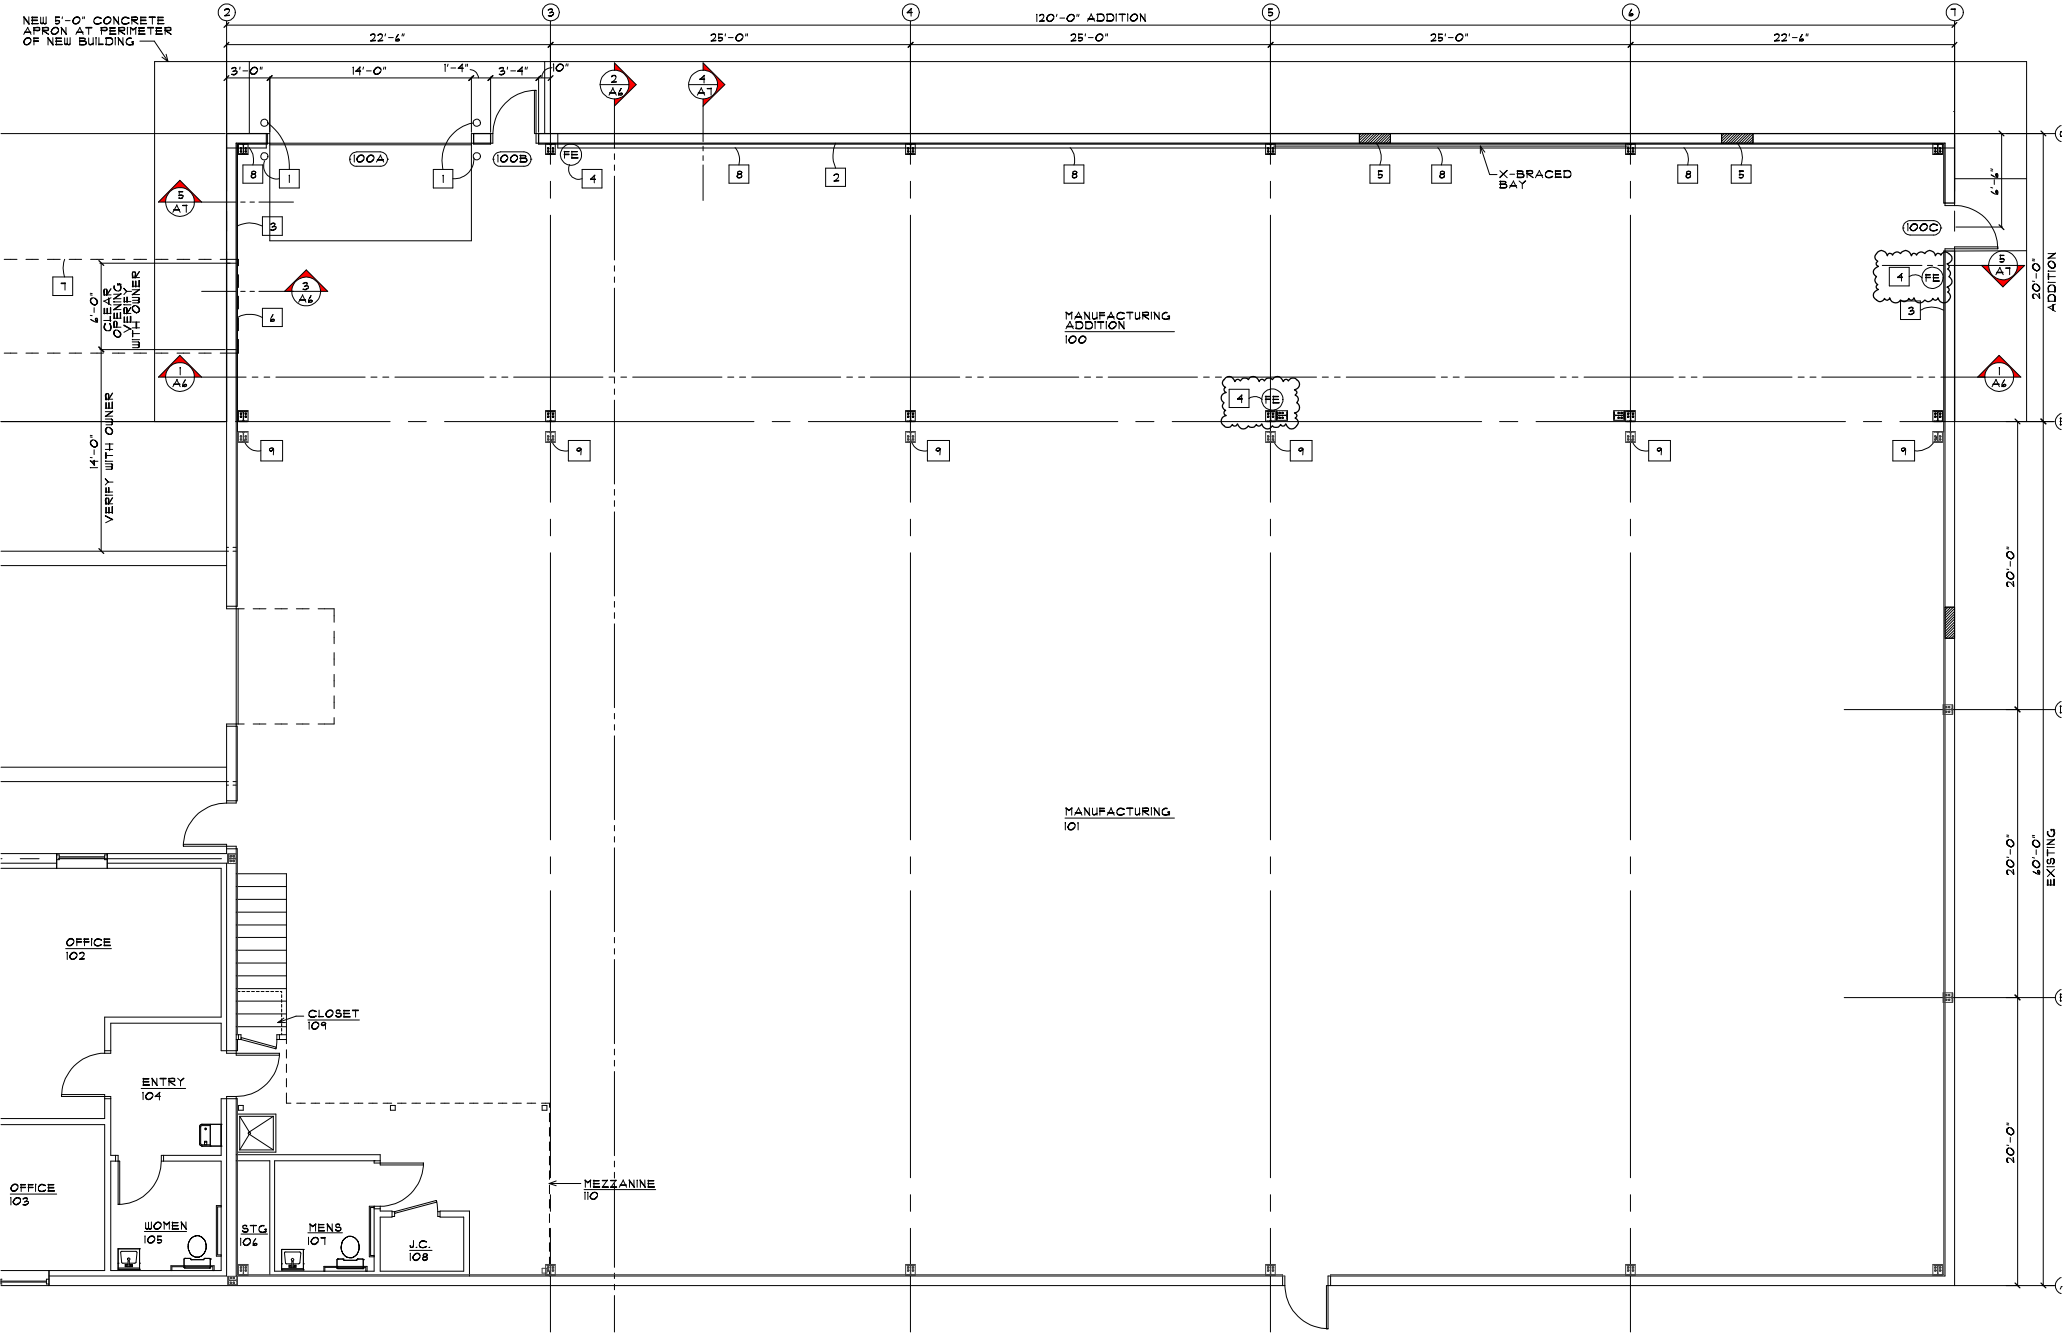 2
3
4
5
6
7
NEW 5'-0" CONCRETE
APRON AT PERIMETER
OF NEW BUILDING
120'-0" ADDITION
22'-6"
25'-0"
25'-0"
25'-0"
22'-6"
3'-0"
14'-0"
1'-4"
3'-4"
10"
2
A6
4
A7
100A
100B
FE
8
1
1
4
8
2
8
5
8
X-BRACED
BAY
8
5
6'-6"
5
A7
3
100C
7
6'-0"
CLEAR
OPENING
VERIFY
WITH OWNER
3
A6
6
4
FE
5
A7
3
20'-0"
ADDITION
MANUFACTURING
ADDITION
100
1
A6
4
FE
1
A6
14'-0"
VERIFY WITH OWNER
9
9
9
9
9
9
20'-0"
MANUFACTURING
101
20'-0"
60'-0"
EXISTING
OFFICE
102
CLOSET
109
ENTRY
104
20'-0"
OFFICE
103
MEZZANINE
110
WOMEN
105
STG
106
MENS
107
J.C.
108